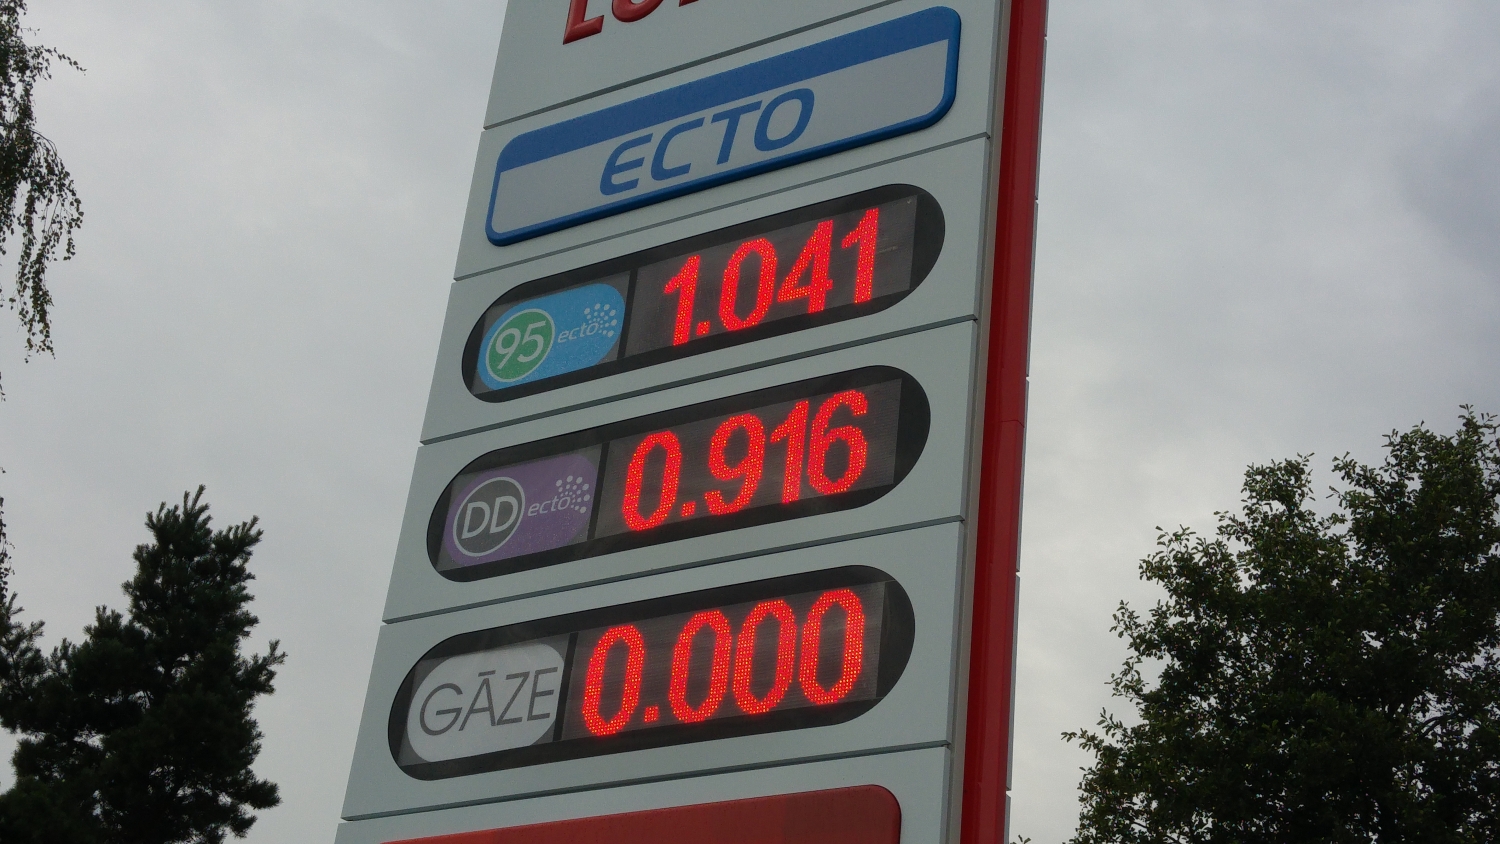 ECTO
95 ecto 1.041
DD ecto 0.916
GĀZE 0.000